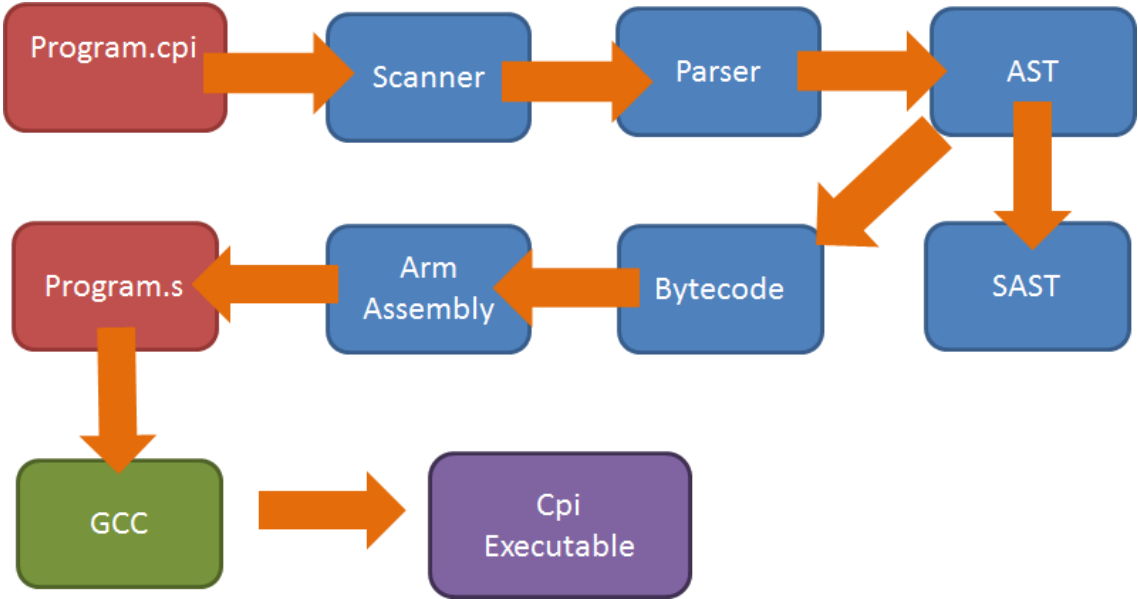 Program.cpi
Scanner
Parser
AST
Program.s
Arm
Assembly
Bytecode
SAST
GCC
Cpi
Executable